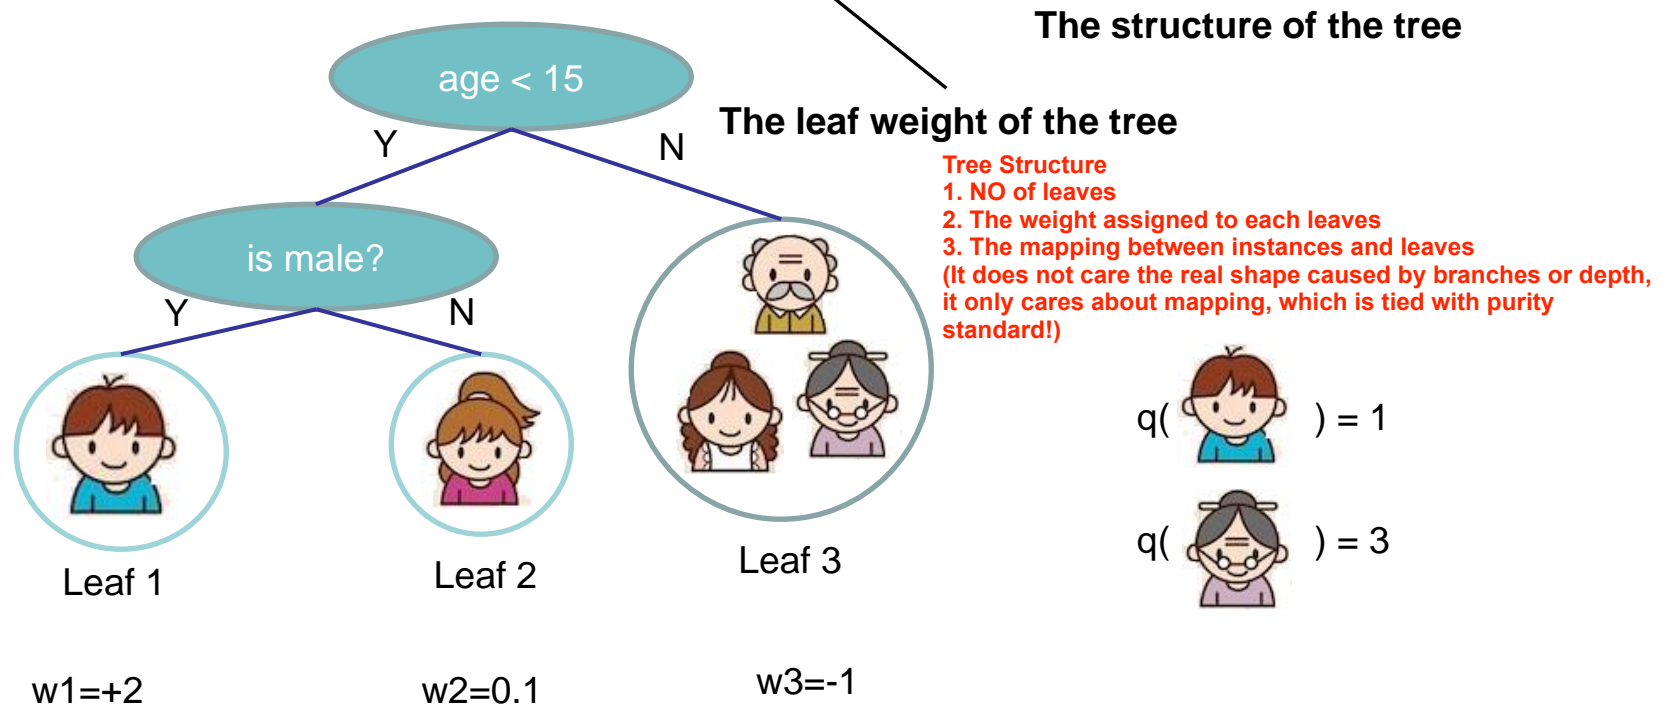 The structure of the tree
age < 15
The leaf weight of the tree
Y
N
Tree Structure
1. NO of leaves
2. The weight assigned to each leaves
3. The mapping between instances and leaves
(It does not care the real shape caused by branches or depth,
it only cares about mapping, which is tied with purity
standard!)
is male?
Y
N
q( ) = 1
q( ) = 3
Leaf 1
Leaf 2
Leaf 3
w1=+2
w2=0.1
w3=-1